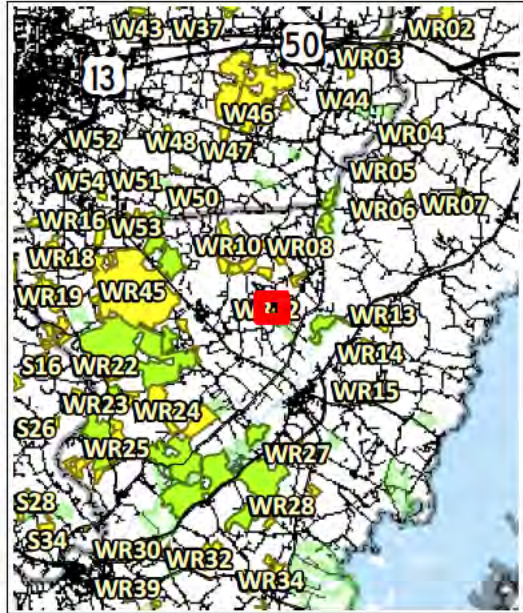 W43 W37 WR02
50
WR03
13
W46 W44
W52 W48 W47 WR04
WR05
W54 W51 W50 WR06 WR07
WR16 W53
WR18 WR10 WR08
WR19 WR45
WR13
S16 WR22 WR14
WR23 WR24 WR15
S26
WR25 WR27
S28 WR28
S34 WR30 WR32
WR39 WR34